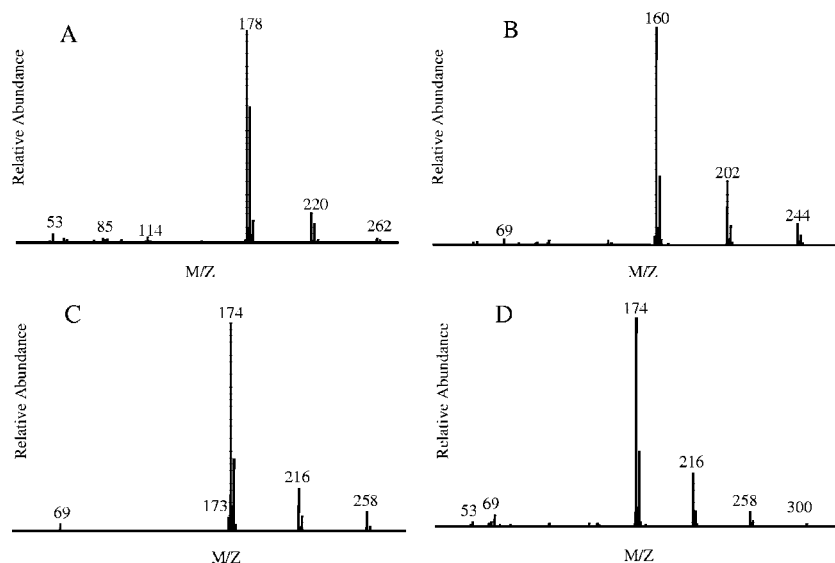 A
Relative Abundance
178
53
85
114
220
262
M/Z
B
Relative Abundance
160
69
202
244
M/Z
C
Relative Abundance
174
69
173
216
258
M/Z
D
Relative Abundance
174
53
69
216
258
300
M/Z